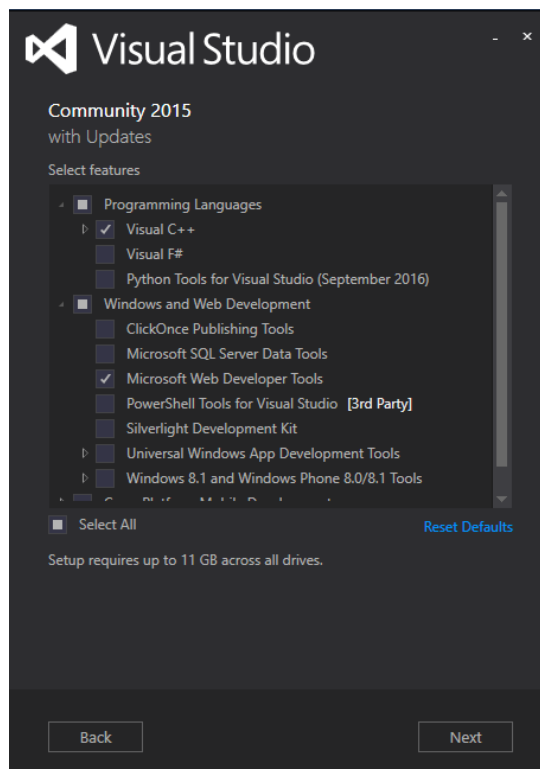 Visual Studio
Community 2015
with Updates
Select features
Programming Languages
Visual C++
Visual F#
Python Tools for Visual Studio (September 2016)
Windows and Web Development
ClickOnce Publishing Tools
Microsoft SQL Server Data Tools
Microsoft Web Developer Tools
PowerShell Tools for Visual Studio [3rd Party]
Silverlight Development Kit
Universal Windows App Development Tools
Windows 8.1 and Windows Phone 8.0/8.1 Tools
Select All
Reset Defaults
Setup requires up to 11 GB across all drives.
Back
Next